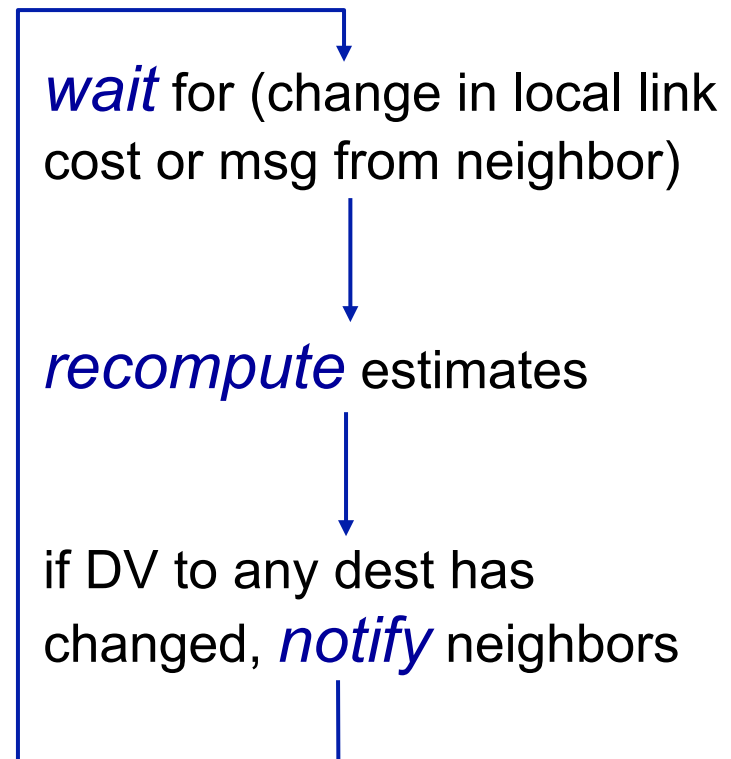 wait for (change in local link
cost or msg from neighbor)
recompute estimates
if DV to any dest has
changed, notify neighbors